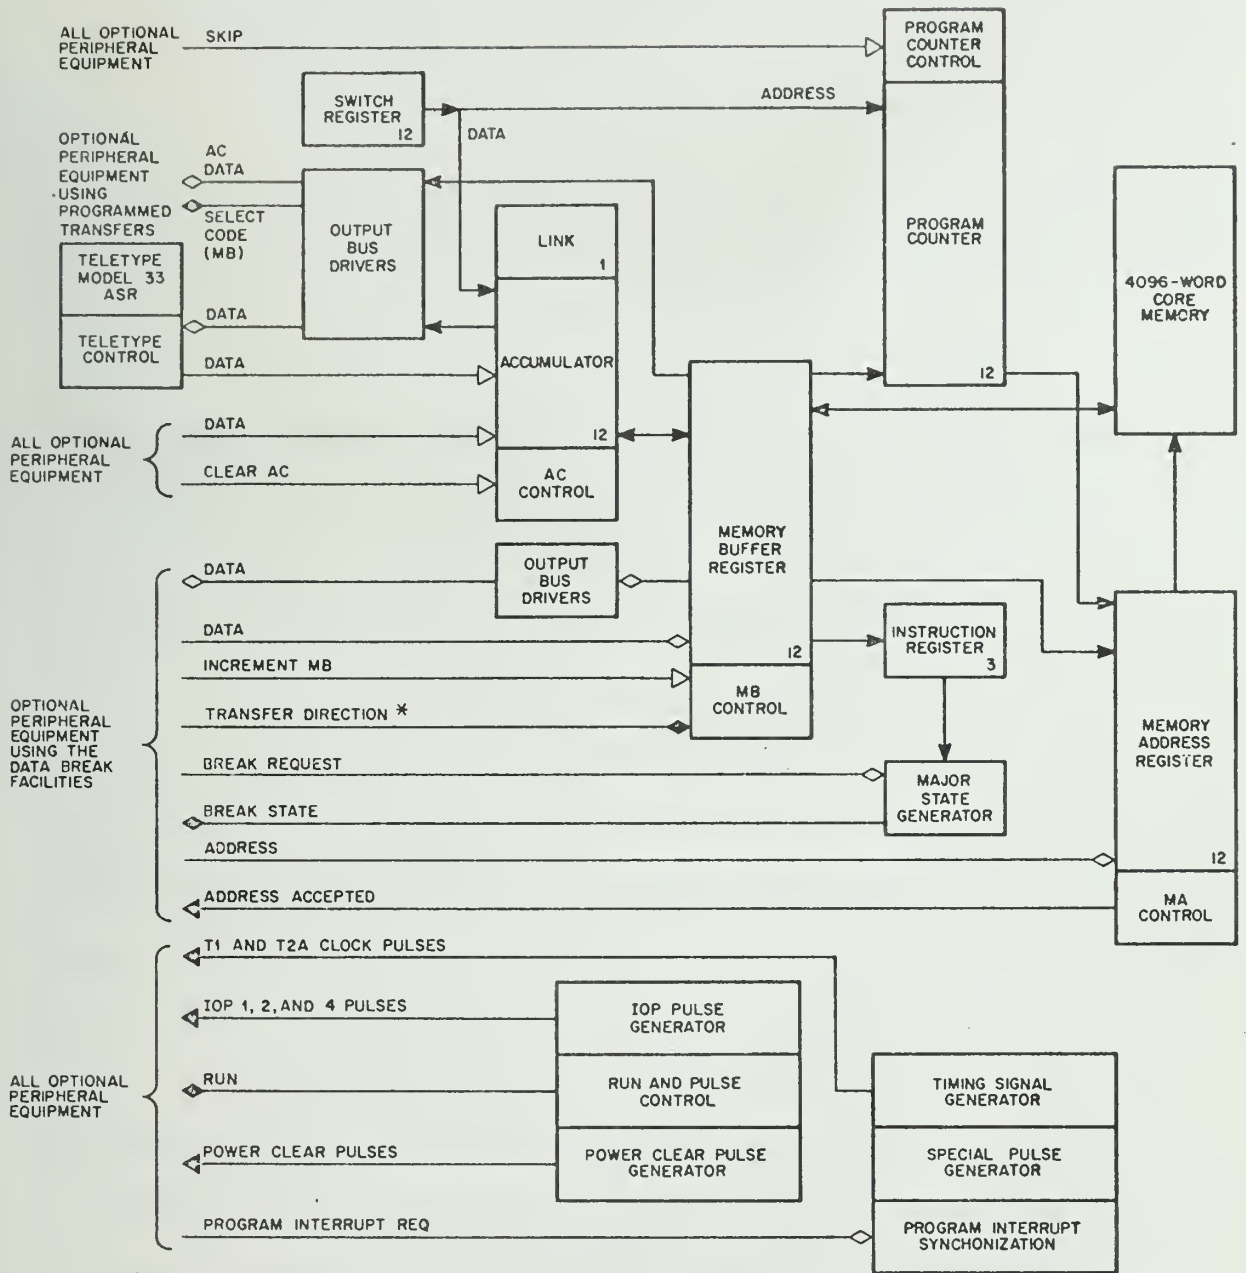 ALL OPTIONAL
PERIPHERAL
EQUIPMENT
SKIP
PROGRAM
COUNTER
CONTROL
SWITCH
REGISTER
12
ADDRESS
DATA
OPTIONAL
PERIPHERAL
EQUIPMENT
USING
PROGRAMMED
TRANSFERS
AC
DATA
SELECT
CODE
(MB)
OUTPUT
BUS
DRIVERS
LINK
1
PROGRAM
COUNTER
12
4096-WORD
CORE
MEMORY
TELETYPE
MODEL 33
ASR
TELETYPE
CONTROL
DATA
DATA
ACCUMULATOR
12
ALL OPTIONAL
PERIPHERAL
EQUIPMENT
DATA
CLEAR AC
AC
CONTROL
MEMORY
BUFFER
REGISTER
12
MB
CONTROL
OPTIONAL
PERIPHERAL
EQUIPMENT
USING THE
DATA BREAK
FACILITIES
DATA
OUTPUT
BUS
DRIVERS
DATA
INCREMENT MB
TRANSFER DIRECTION *
BREAK REQUEST
BREAK STATE
ADDRESS
ADDRESS ACCEPTED
INSTRUCTION
REGISTER
3
MAJOR
STATE
GENERATOR
MEMORY
ADDRESS
REGISTER
12
MA
CONTROL
ALL OPTIONAL
PERIPHERAL
EQUIPMENT
T1 AND T2A CLOCK PULSES
IOP 1, 2, AND 4 PULSES
RUN
POWER CLEAR PULSES
PROGRAM INTERRUPT REQ
IOP PULSE
GENERATOR
RUN AND PULSE
CONTROL
POWER CLEAR PULSE
GENERATOR
TIMING SIGNAL
GENERATOR
SPECIAL PULSE
GENERATOR
PROGRAM INTERRUPT
SYNCHONIZATION